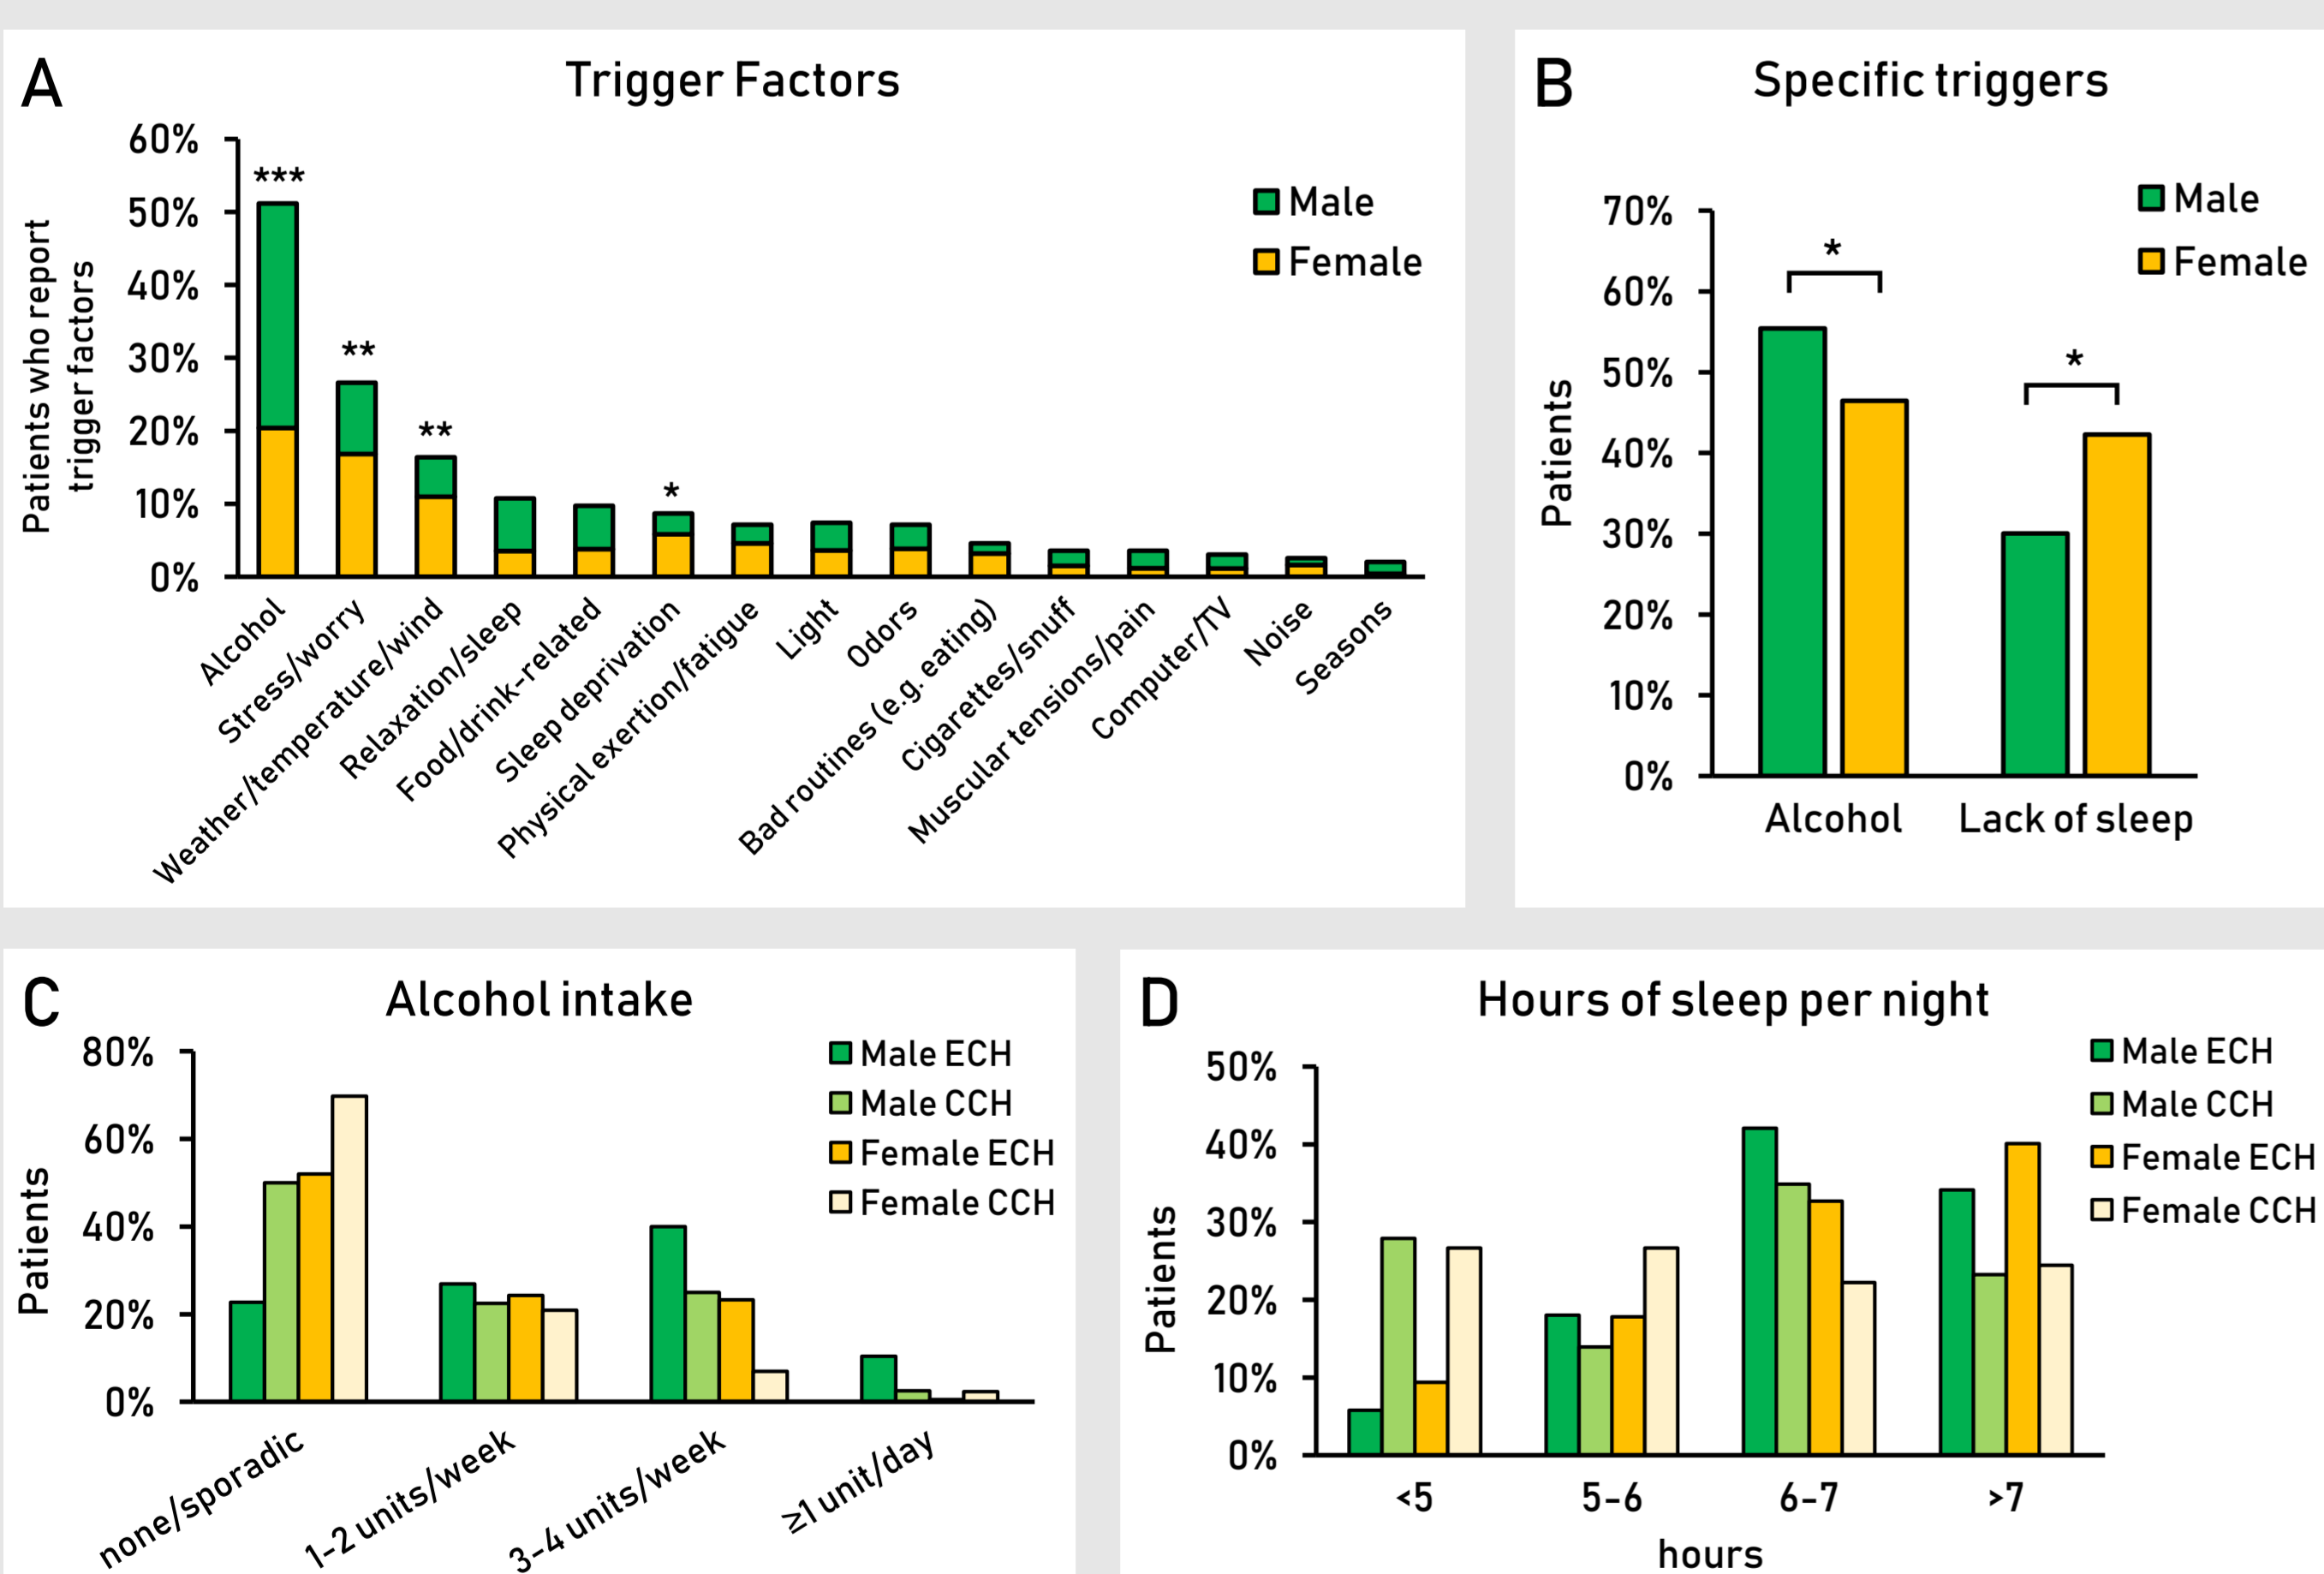 A
Trigger Factors
Patients who report
trigger factors
60%
50%
40%
30%
20%
10%
0%
***
**
**
*
Male
Female
Alcohol
Stress/worry
Weather/temperature/wind
Relaxation/sleep
Food/drink-related
Sleep deprivation
Physical exertion/fatigue
Light
Odors
Bad routines (e.g. eating)
Cigarettes/snuff
Muscular tensions/pain
Computer/TV
Noise
Seasons
B
Specific triggers
Patients
70%
60%
50%
40%
30%
20%
10%
0%
*
*
Male
Female
Alcohol
Lack of sleep
C
Alcohol intake
Patients
80%
60%
40%
20%
0%
Male ECH
Male CCH
Female ECH
Female CCH
none/sporadic
1-2 units/week
3-4 units/week
≥1 unit/day
D
Hours of sleep per night
Patients
50%
40%
30%
20%
10%
0%
Male ECH
Male CCH
Female ECH
Female CCH
<5
5-6
6-7
>7
hours